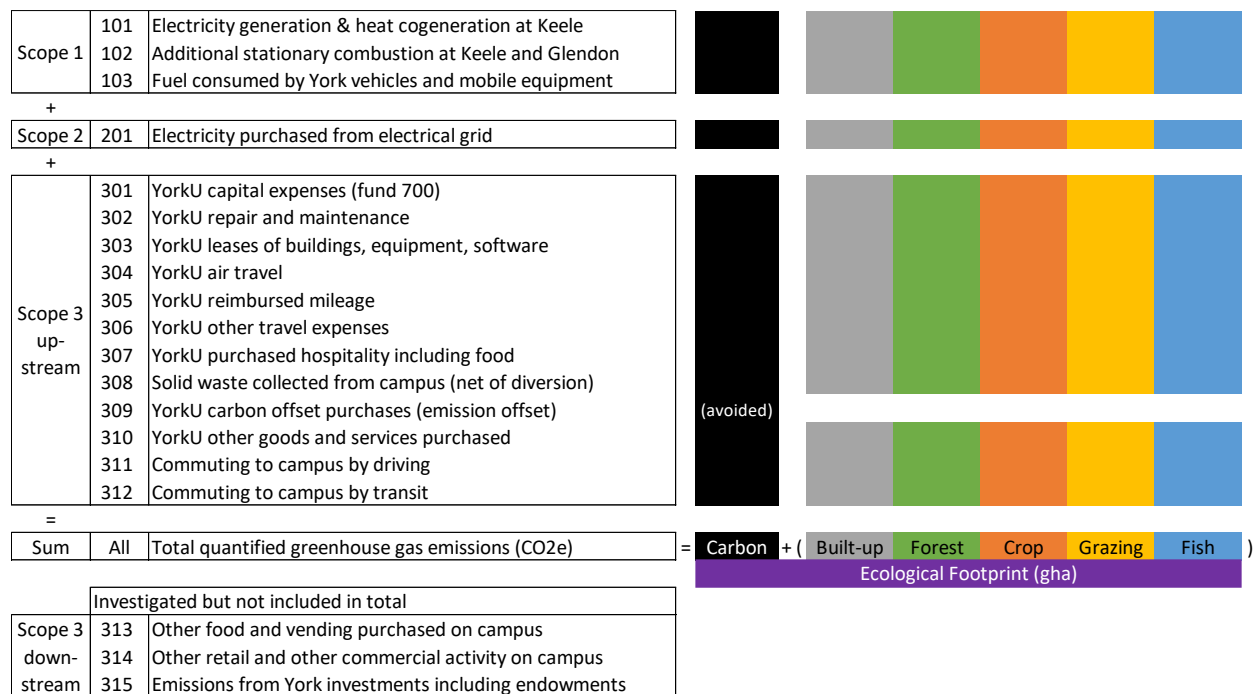 101 Electricity generation & heat cogeneration at Keele
Scope 1 102 Additional stationary combustion at Keele and Glendon
103 Fuel consumed by York vehicles and mobile equipment
+
Scope 2 201 Electricity purchased from electrical grid
+
301 YorkU capital expenses (fund 700)
302 YorkU repair and maintenance
303 YorkU leases of buildings, equipment, software
304 YorkU air travel
305 YorkU reimbursed mileage
Scope 3
306 YorkU other travel expenses
up-
307 YorkU purchased hospitality including food
stream
308 Solid waste collected from campus (net of diversion)
309 YorkU carbon offset purchases (emission offset) (avoided)
310 YorkU other goods and services purchased
311 Commuting to campus by driving
312 Commuting to campus by transit
=
Sum All Total quantified greenhouse gas emissions (CO2e) = Carbon + ( Built-up Forest Crop Grazing Fish )
Ecological Footprint (gha)
Investigated but not included in total
Scope 3 313 Other food and vending purchased on campus
down- 314 Other retail and other commercial activity on campus
stream 315 Emissions from York investments including endowments